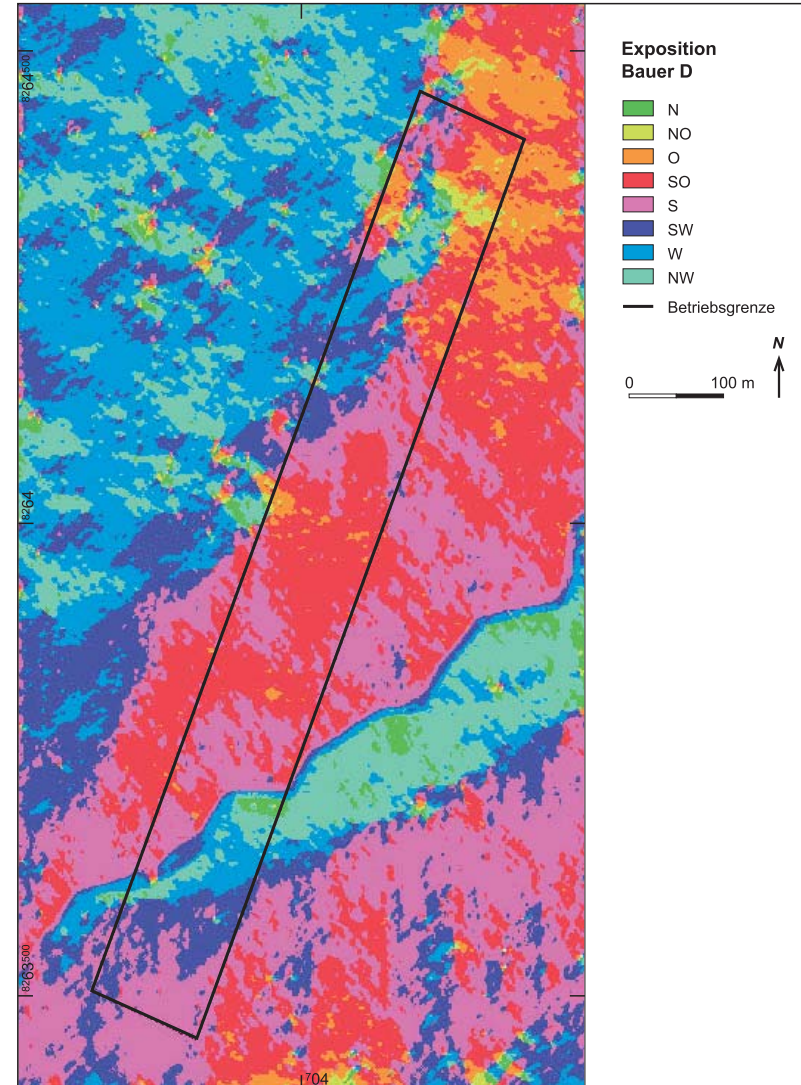 Exposition
Bauer D
N
NO
O
SO
S
SW
W
NW
Betriebsgrenze
N
0 100 m
8264500
8264
8263500
704